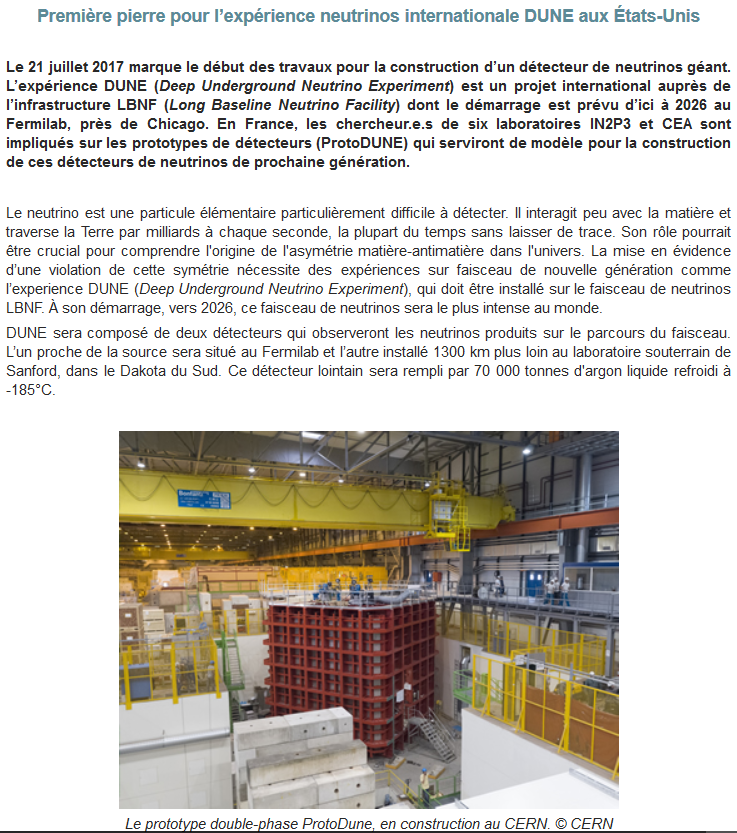 Première pierre pour l’expérience neutrinos internationale DUNE aux États-Unis
Le 21 juillet 2017 marque le début des travaux pour la construction d’un détecteur de neutrinos géant.
L’expérience DUNE (Deep Underground Neutrino Experiment) est un projet international auprès de
l’infrastructure LBNF (Long Baseline Neutrino Facility) dont le démarrage est prévu d’ici à 2026 au
Fermilab, près de Chicago. En France, les chercheur.e.s de six laboratoires IN2P3 et CEA sont
impliqués sur les prototypes de détecteurs (ProtoDUNE) qui serviront de modèle pour la construction
de ces détecteurs de neutrinos de prochaine génération.
Le neutrino est une particule élémentaire particulièrement difficile à détecter. Il interagit peu avec la matière et
traverse la Terre par milliards à chaque seconde, la plupart du temps sans laisser de trace. Son rôle pourrait
être crucial pour comprendre l'origine de l'asymétrie matière-antimatière dans l'univers. La mise en évidence
d’une violation de cette symétrie nécessite des expériences sur faisceau de nouvelle génération comme
l’experience DUNE (Deep Underground Neutrino Experiment), qui doit être installé sur le faisceau de neutrinos
LBNF. À son démarrage, vers 2026, ce faisceau de neutrinos sera le plus intense au monde.
DUNE sera composé de deux détecteurs qui observeront les neutrinos produits sur le parcours du faisceau.
L’un proche de la source sera situé au Fermilab et l’autre installé 1300 km plus loin au laboratoire souterrain de
Sanford, dans le Dakota du Sud. Ce détecteur lointain sera rempli par 70 000 tonnes d'argon liquide refroidi à
-185°C.
Le prototype double-phase ProtoDune, en construction au CERN. © CERN